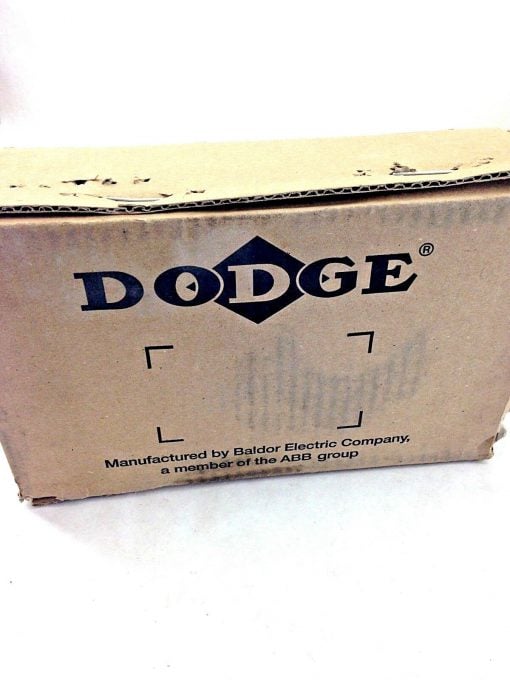 DODGE®
Manufactured by Baldor Electric Company,
a member of the ABB group